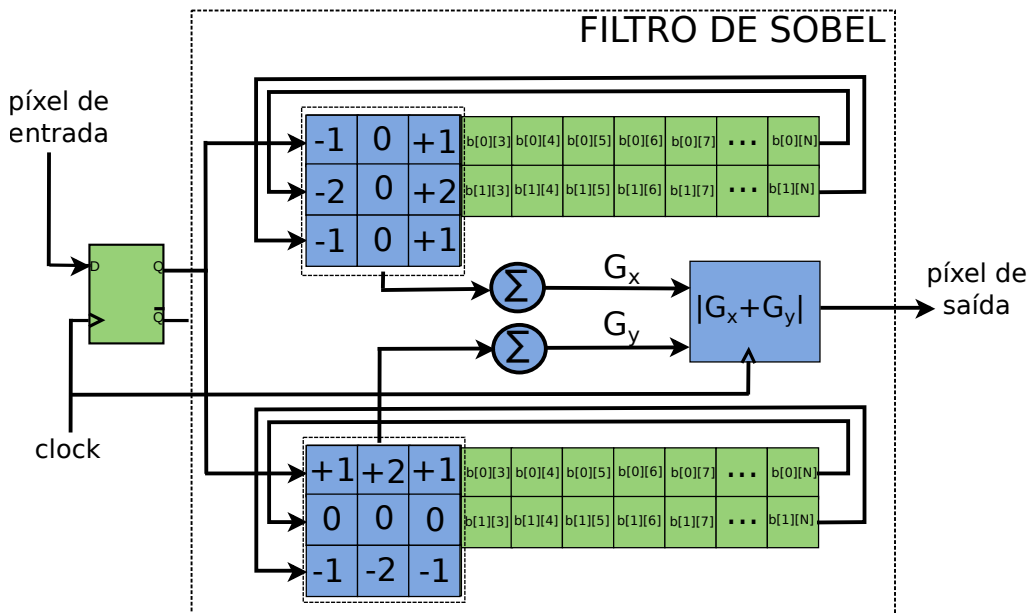 FILTRO DE SOBEL
píxel de
entrada
-1 0 +1 b[0][3] b[0][4] b[0][5] b[0][6] b[0][7] ... b[0][N]
-2 0 +2 b[1][3] b[1][4] b[1][5] b[1][6] b[1][7] ... b[1][N]
-1 0 +1
D Q
Q
clock
Σ
Gx
Σ
Gy
|Gx+Gy|
píxel de
saída
+1 +2 +1 b[0][3] b[0][4] b[0][5] b[0][6] b[0][7] ... b[0][N]
0 0 0 b[1][3] b[1][4] b[1][5] b[1][6] b[1][7] ... b[1][N]
-1 -2 -1